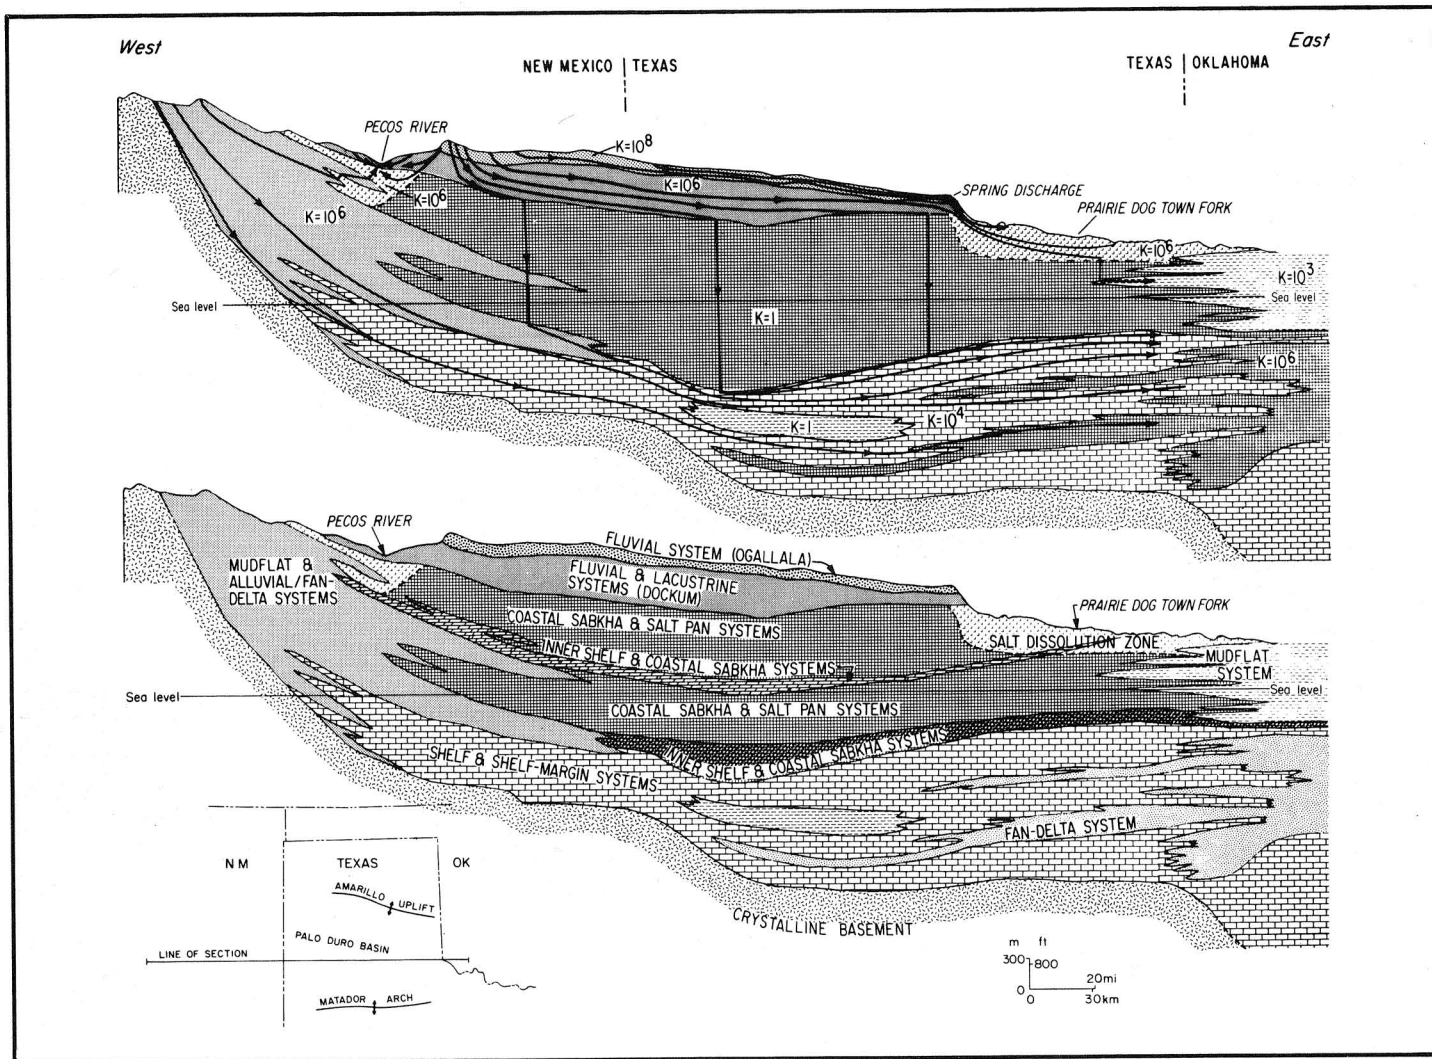 West
East
NEW MEXICO | TEXAS
TEXAS | OKLAHOMA
PECOS RIVER
K=10⁸
K=10⁶
SPRING DISCHARGE
PRAIRIE DOG TOWN FORK
K=10⁶
K=10⁶
K=10⁶
K=10³
Sea level
Sea level
K=1
K=10⁶
K=10⁴
K=1
PECOS RIVER
FLUVIAL SYSTEM (OGALLALA)
MUDFLAT &
ALLUVIAL/FAN-
DELTA SYSTEMS
FLUVIAL & LACUSTRINE
SYSTEMS (DOCKUM)
PRAIRIE DOG TOWN FORK
COASTAL SABKHA & SALT PAN SYSTEMS
SALT DISSOLUTION ZONE
INNER SHELF & COASTAL SABKHA SYSTEMS
MUDFLAT
SYSTEM
Sea level
Sea level
COASTAL SABKHA & SALT PAN SYSTEMS
INNER SHELF & COASTAL SABKHA SYSTEMS
SHELF & SHELF-MARGIN SYSTEMS
FAN-DELTA SYSTEM
CRYSTALLINE BASEMENT
NM
TEXAS
OK
AMARILLO UPLIFT
PALO DURO BASIN
LINE OF SECTION
MATADOR ARCH
m ft
300 800
20mi
0
0 30km